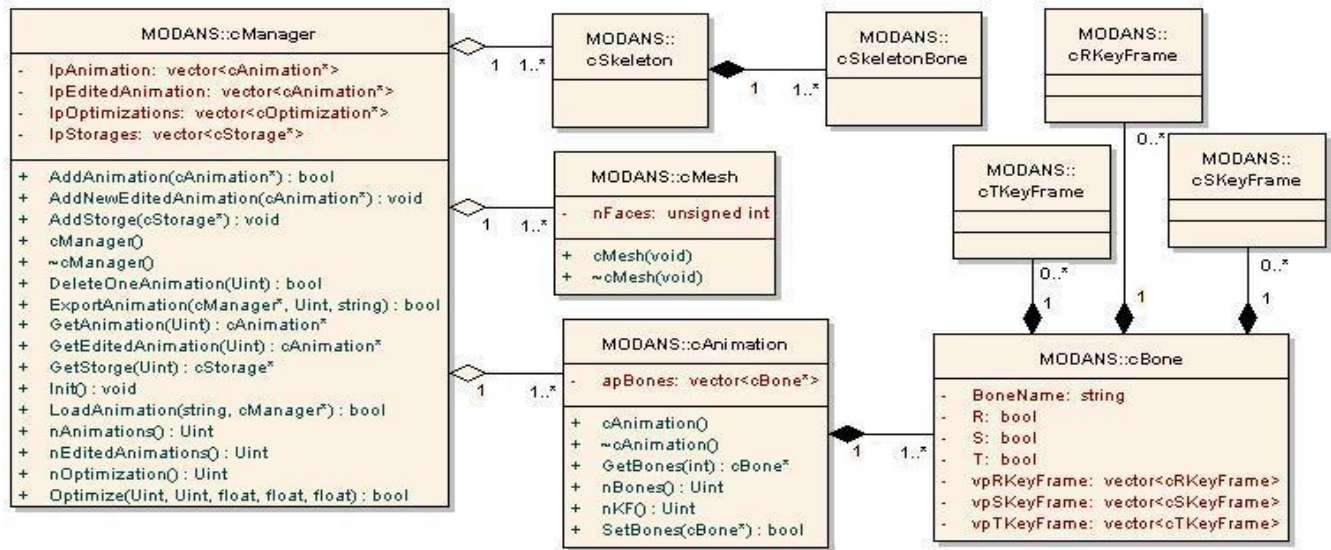 MODANS::cManager
- lpAnimation: vector<cAnimation*>
- lpEditedAnimation: vector<cAnimation*>
- lpOptimizations: vector<cOptimization*>
- lpStorages: vector<cStorage*>
+ AddAnimation(cAnimation*) : bool
+ AddNewEditedAnimation(cAnimation*) : void
+ AddStorge(cStorage*) : void
+ cManager()
+ ~cManager()
+ DeleteOneAnimation(Uint) : bool
+ ExportAnimation(cManager*, Uint, string) : bool
+ GetAnimation(Uint) : cAnimation*
+ GetEditedAnimation(Uint) : cAnimation*
+ GetStorge(Uint) : cStorage*
+ Init() : void
+ LoadAnimation(string, cManager*) : bool
+ nAnimations() : Uint
+ nEditedAnimations() : Uint
+ nOptimization() : Uint
+ Optimize(Uint, Uint, float, float, float) : bool
1 1..*
MODANS::
cSkeleton
1 1..*
MODANS::
cSkeletonBone
1 1..*
MODANS::cMesh
- nFaces: unsigned int
+ cMesh(void)
+ ~cMesh(void)
1 1..*
MODANS::cAnimation
- apBones: vector<cBone*>
+ cAnimation()
+ ~cAnimation()
+ GetBones(int) : cBone*
+ nBones() : Uint
+ nKF() : Uint
+ SetBones(cBone*) : bool
1 1..*
MODANS::
cRKeyFrame
0..*
MODANS::
cTKeyFrame
0..*
MODANS::
cSKeyFrame
0..*
1 1 1
MODANS::cBone
- BoneName: string
- R: bool
- S: bool
- T: bool
- vpRKeyFrame: vector<cRKeyFrame>
- vpSKeyFrame: vector<cSKeyFrame>
- vpTKeyFrame: vector<cTKeyFrame>